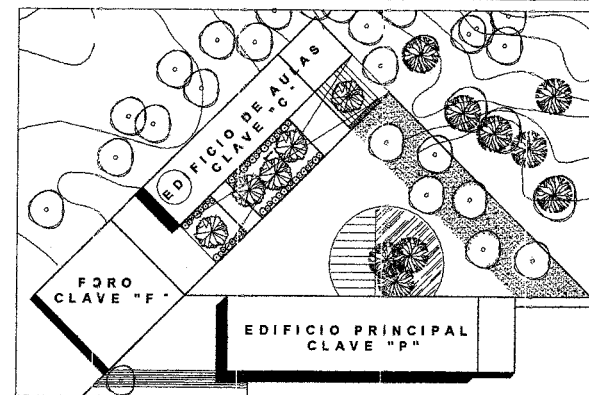 EDIFICIO DE AULAS
CLAVE "C"
FORO
CLAVE "F"
EDIFICIO PRINCIPAL
CLAVE "P"